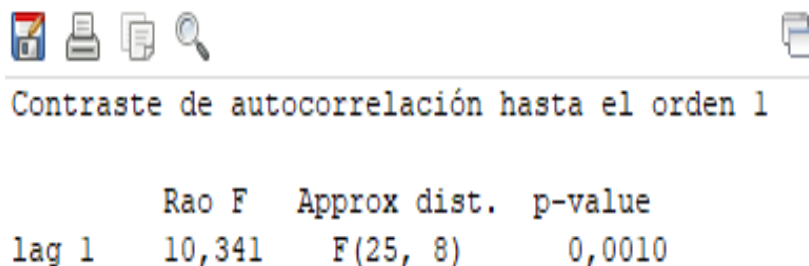 Contraste de autocorrelación hasta el orden 1
Rao F Approx dist. p-value
lag 1 10,341 F(25, 8) 0,0010